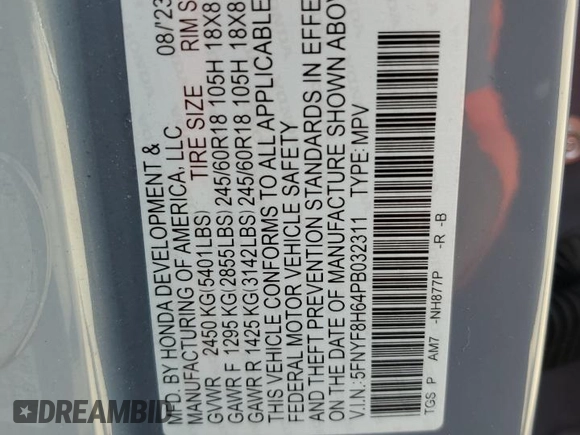 MFD. BY HONDA DEVELOPMENT & 08/23
MANUFACTURING OF AMERICA, LLC
TIRE SIZE RIM S
GVWR 2450 KG(5401LBS)
GAWR F 1295 KG(2855LBS) 245/60R18 105H 18X8
GAWR R 1425 KG(3142LBS) 245/60R18 105H 18X8
THIS VEHICLE CONFORMS TO ALL APPLICABLE
FEDERAL MOTOR VEHICLE SAFETY
AND THEFT PREVENTION STANDARDS IN EFFE
ON THE DATE OF MANUFACTURE SHOWN ABOV
V.I.N.: 5FNYF8H64PB032311 TYPE: MPV
TGS P AM7 -NH877P -R -B
DREAMBID
DREAMBID.COM